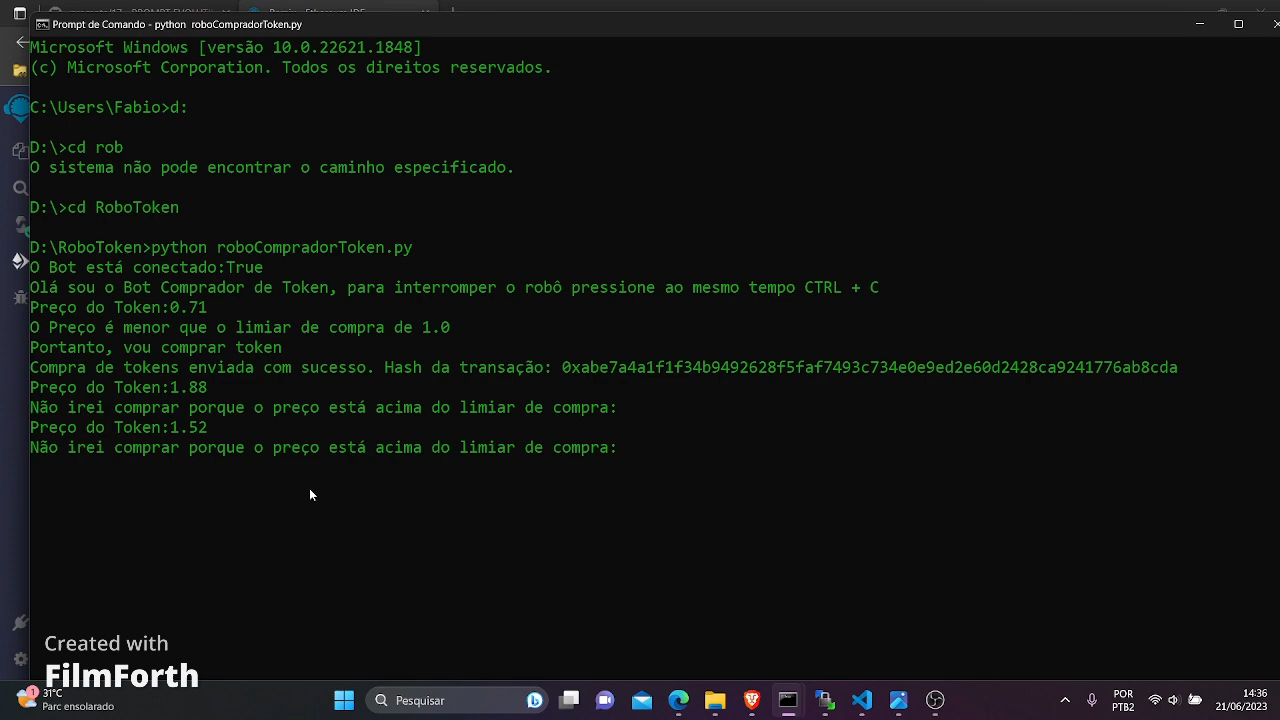 Prompt de Comando - python roboCompradorToken.py
Microsoft Windows [versão 10.0.22621.1848]
(c) Microsoft Corporation. Todos os direitos reservados.
C:\Users\Fabio>d:
D:\>cd rob
O sistema não pode encontrar o caminho especificado.
D:\>cd RoboToken
D:\RoboToken>python roboCompradorToken.py
O Bot está conectado:True
Olá sou o Bot Comprador de Token, para interromper o robô pressione ao mesmo tempo CTRL + C
Preço do Token:0.71
O Preço é menor que o limiar de compra de 1.0
Portanto, vou comprar token
Compra de tokens enviada com sucesso. Hash da transação: 0xabe7a4a1f1f34b9492628f5faf7493c734e0e9ed2e60d2428ca9241776ab8cda
Preço do Token:1.88
Não irei comprar porque o preço está acima do limiar de compra:
Preço do Token:1.52
Não irei comprar porque o preço está acima do limiar de compra:
Created with
FilmForth
1
31°C
Parc ensolarado
Pesquisar
POR
PTB2
14:36
21/06/2023